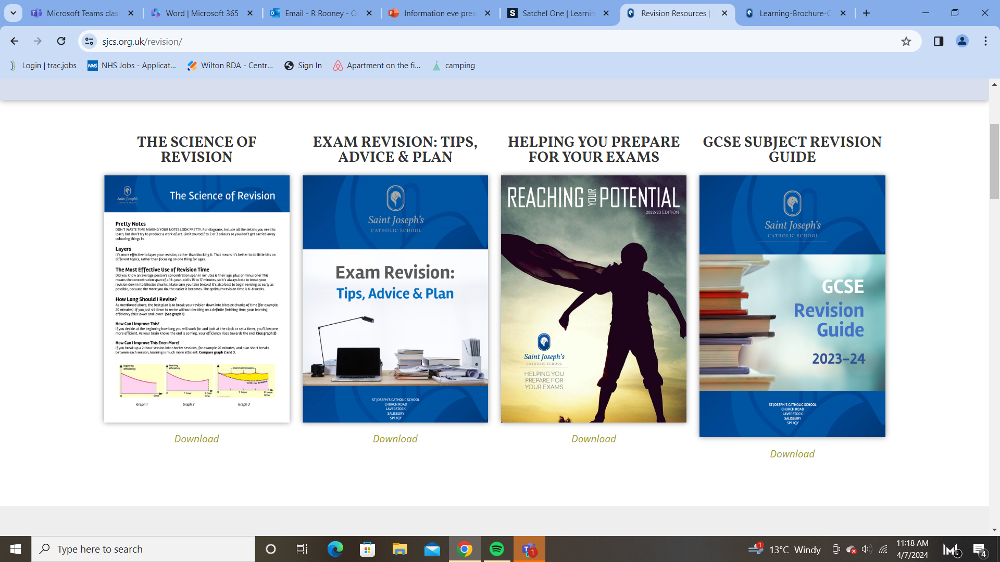 Microsoft Teams clas
Word | Microsoft 365
Email - R Rooney - O
Information eve pres
Satchel One | Learnin
Revision Resources |
Learning-Brochure-C
sjcs.org.uk/revision/
Login | trac.jobs
NHS
NHS Jobs - Applicat...
Wilton RDA - Centr...
Sign In
Apartment on the fi...
camping
THE SCIENCE OF
REVISION
Saint Joseph's
CATHOLIC SCHOOL
The Science of Revision
Pretty Notes
DON'T WASTE TIME MAKING YOUR NOTES LOOK PRETTY. For diagrams, include all the details you need to
learn, but don't try to produce a work of art. Limit yourself to 2 or 3 colours so you don't get carried away
colouring things in!
Layers
It's more effective to layer your revision, rather than blocking it. That means it's better to do little bits on
different topics, rather than focusing on one thing for ages.
The Most Effective Use of Revision Time
Did you know an average person's concentration span in minutes is their age, plus or minus one? This
means the concentration span of a 16-year-old is 15 to 17 minutes, so it's always best to break your
revision down into bitesize chunks. Make sure you take breaks! It's also best to begin revising as early as
possible, because the more you do, the easier it becomes. The optimum revision time is 6-8 weeks.
How Long Should I Revise?
As mentioned above, the best plan is to break your revision down into bitesize chunks of time (for example,
20 minutes). If you just sit down to revise without deciding on a definite finishing time, your learning
efficiency falls lower and lower. (See graph 1)
How Can I Improve This?
If you decide at the beginning how long you will work for and look at the clock or set a timer, you'll become
more efficient. As your brain knows the end is coming, your efficiency rises towards the end. (See graph 2)
How Can I Improve This Even More?
If you break up a 2-hour session into shorter sessions, for example 20 minutes, and plan short breaks
between each session, learning is much more efficient. Compare graph 2 and 3:
learning
efficiency
0
time
learning
efficiency
0
1 hour
2 hour
time
planned breaks
with no breaks
0
1 hour
2 hour
time
Graph 1
Graph 2
Graph 3
Download
EXAM REVISION: TIPS,
ADVICE & PLAN
Saint Joseph's
CATHOLIC SCHOOL
Exam Revision:
Tips, Advice & Plan
ST JOSEPH'S CATHOLIC SCHOOL
CHURCH ROAD
LAVERSTOCK
SALISBURY
SP1 1QY
Download
HELPING YOU PREPARE
FOR YOUR EXAMS
REACHING YOUR POTENTIAL
2022/23 EDITION
Saint Joseph's
CATHOLIC SCHOOL
HELPING YOU
PREPARE FOR
YOUR EXAMS
Download
GCSE SUBJECT REVISION
GUIDE
Saint Joseph's
CATHOLIC SCHOOL
GCSE
Revision
Guide
2023-24
ST JOSEPH'S CATHOLIC SCHOOL
CHURCH ROAD
LAVERSTOCK
SALISBURY
SP1 1QY
Download
Type here to search
1
1
13°C Windy
11:18 AM
4/7/2024
3
4